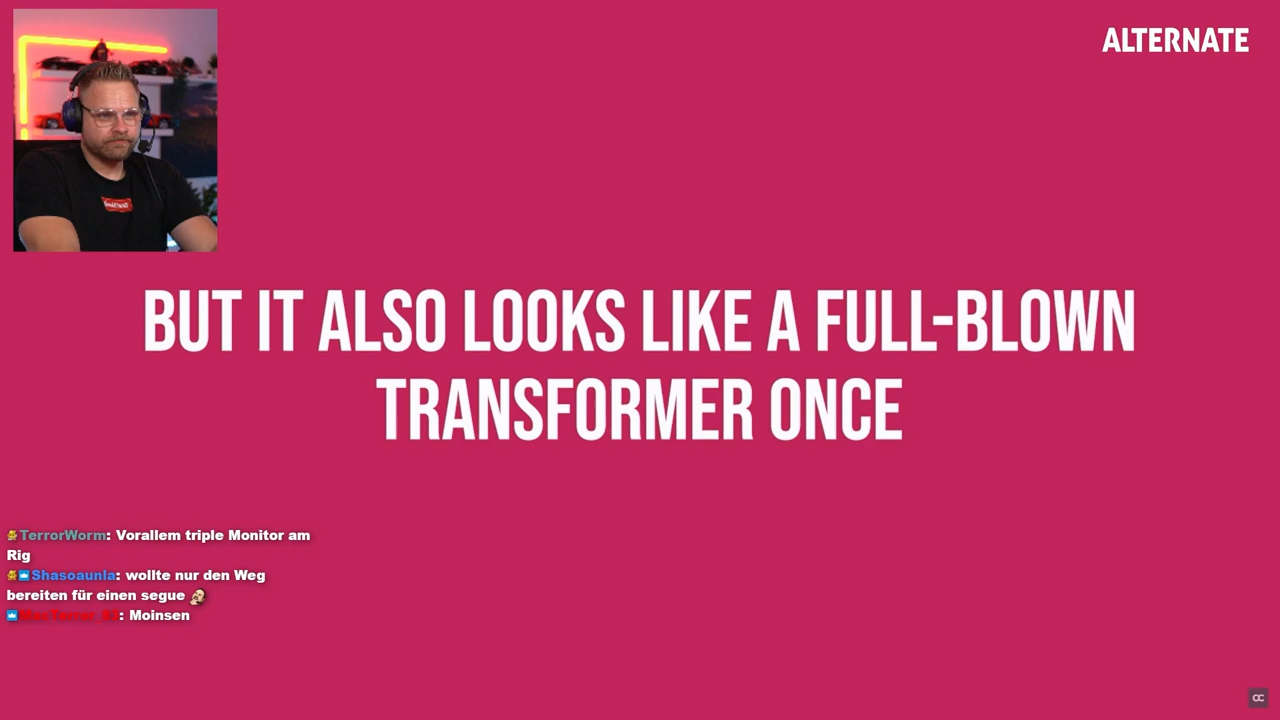 ALTERNATE
BUT IT ALSO LOOKS LIKE A FULL-BLOWN
TRANSFORMER ONCE
TerrorWorm: Vorallem triple Monitor am
Rig
Shasoaunia: wollte nur den Weg
bereiten für einen segue
: Moinsen
CC